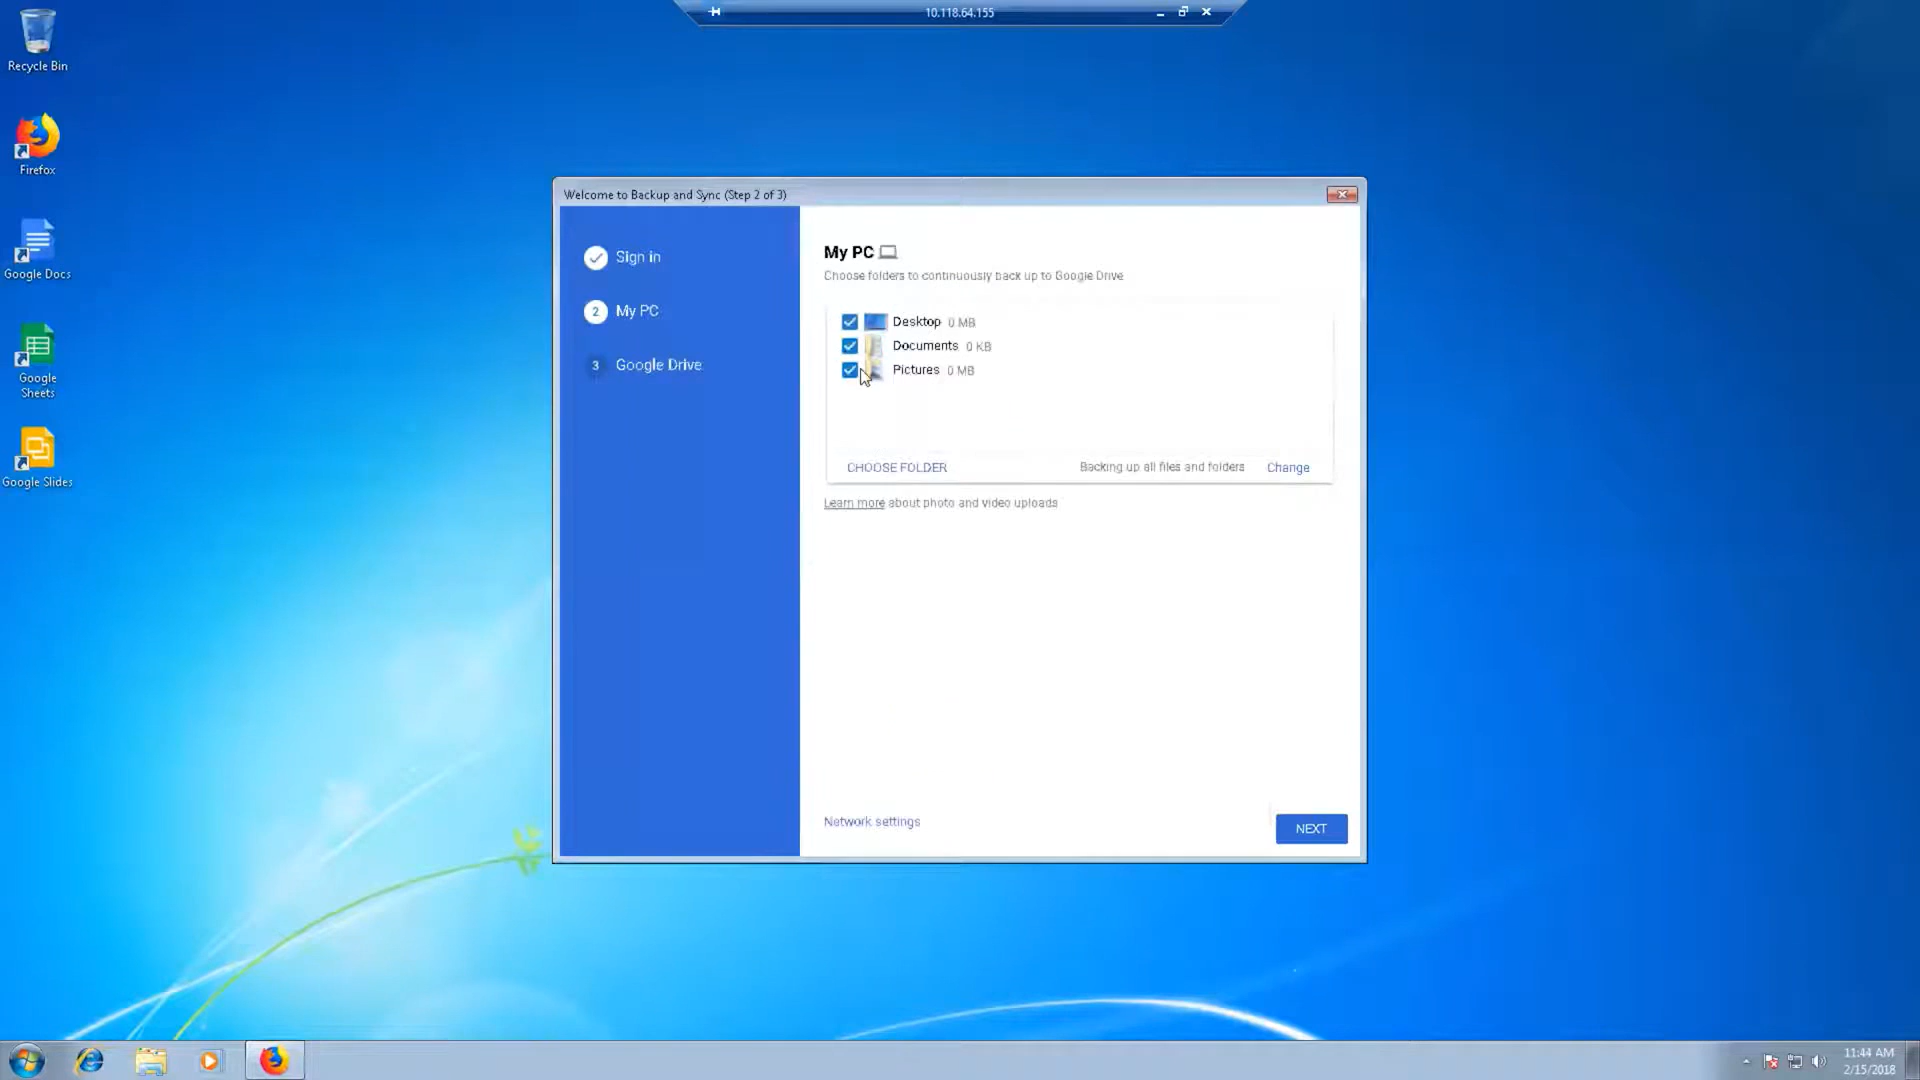 10.118.64.155
Recycle Bin
Firefox
Google Docs
Google
Sheets
Google Slides
Welcome to Backup and Sync (Step 2 of 3)
Sign in
2 My PC
3 Google Drive
My PC
Choose folders to continuously back up to Google Drive
Desktop 0 MB
Documents 0 KB
Pictures 0 MB
CHOOSE FOLDER
Backing up all files and folders Change
Learn more about photo and video uploads
Network settings
NEXT
11:44 AM
2/15/2018